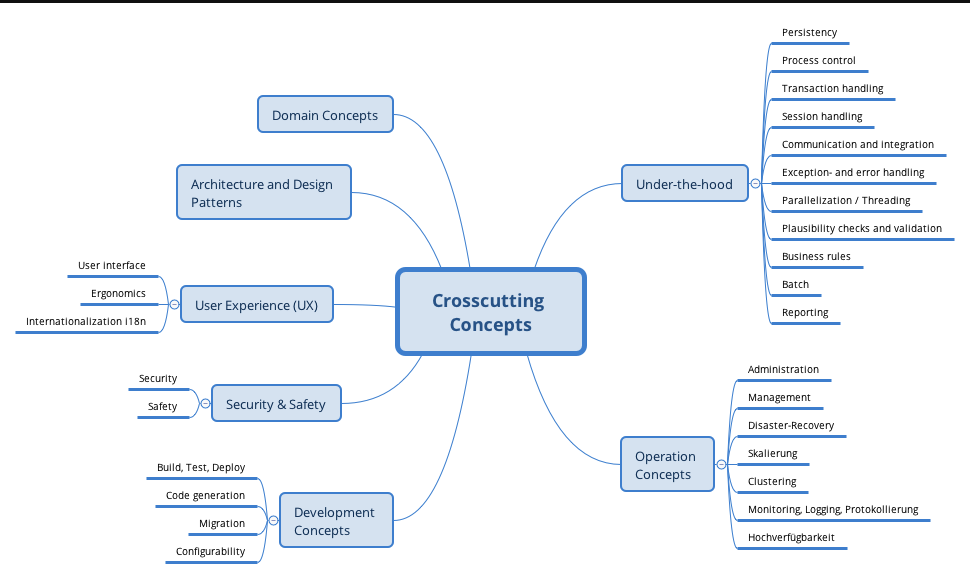 Crosscutting
Concepts
Domain Concepts
Architecture and Design
Patterns
User Experience (UX)
User interface
Ergonomics
Internationalization i18n
Security & Safety
Security
Safety
Development
Concepts
Build, Test, Deploy
Code generation
Migration
Configurability
Under-the-hood
Persistency
Process control
Transaction handling
Session handling
Communication and integration
Exception- and error handling
Parallelization / Threading
Plausibility checks and validation
Business rules
Batch
Reporting
Operation
Concepts
Administration
Management
Disaster-Recovery
Skalierung
Clustering
Monitoring, Logging, Protokollierung
Hochverfügbarkeit